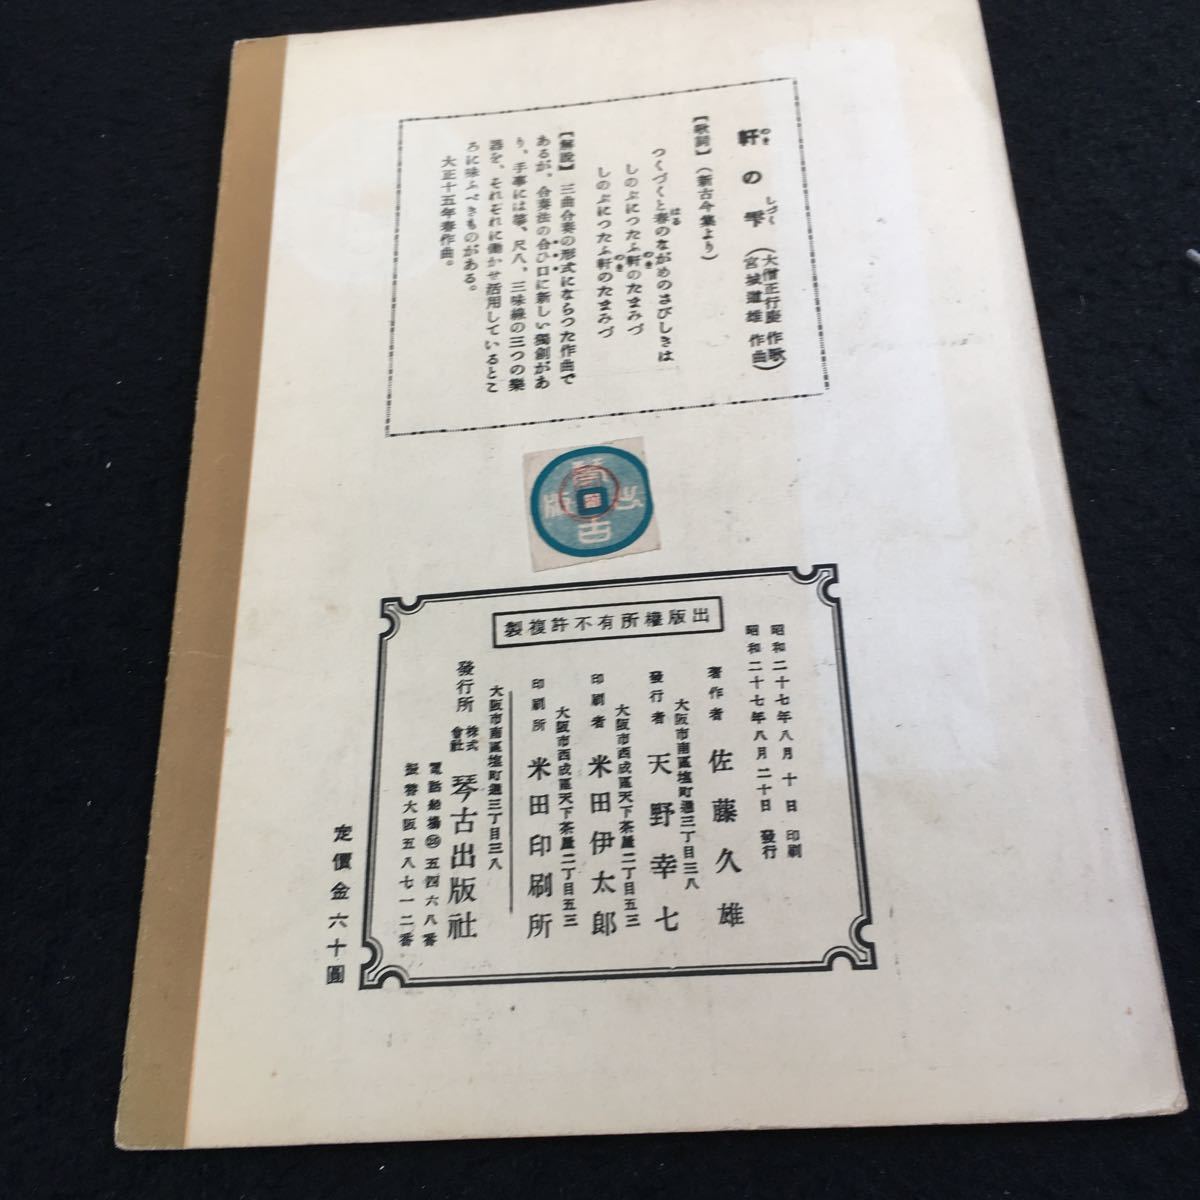 軒の雫 (大僧正行慶 作歌)
(宮城道雄 作曲)
のき
しづく
【歌詞】 (新古今集より)
つくづくと春のながめのさびしきは
はる
しのぶにつたふ軒のたまみづ
のき
しのぶにつたふ軒のたまみづ
のき
【解説】 三曲合奏の形式にならつた作曲で
あるが、合奏法の合ひ口に新しい獨創があ
り、手事には箏、尺八、三味線の三つの樂
器を、それぞれに働かせ活用しているとこ
ろに味ふべきものがある。
大正十五年春作曲。
琴古
出版
出版權所有不許複製
昭和二十七年八月十日 印刷
昭和二十七年八月二十日 發行
著作者 佐藤久雄
大阪市南區塩町通三丁目三八
發行者 天野幸七
大阪市西成區天下茶屋二丁目五三
印刷者 米田伊太郎
大阪市西成區天下茶屋二丁目五三
印刷所 米田印刷所
大阪市南區塩町通三丁目三八
發行所 株式會社 琴古出版社
電話船場㉕五四六八番
振替大阪五八七一二番
定價金六十圓